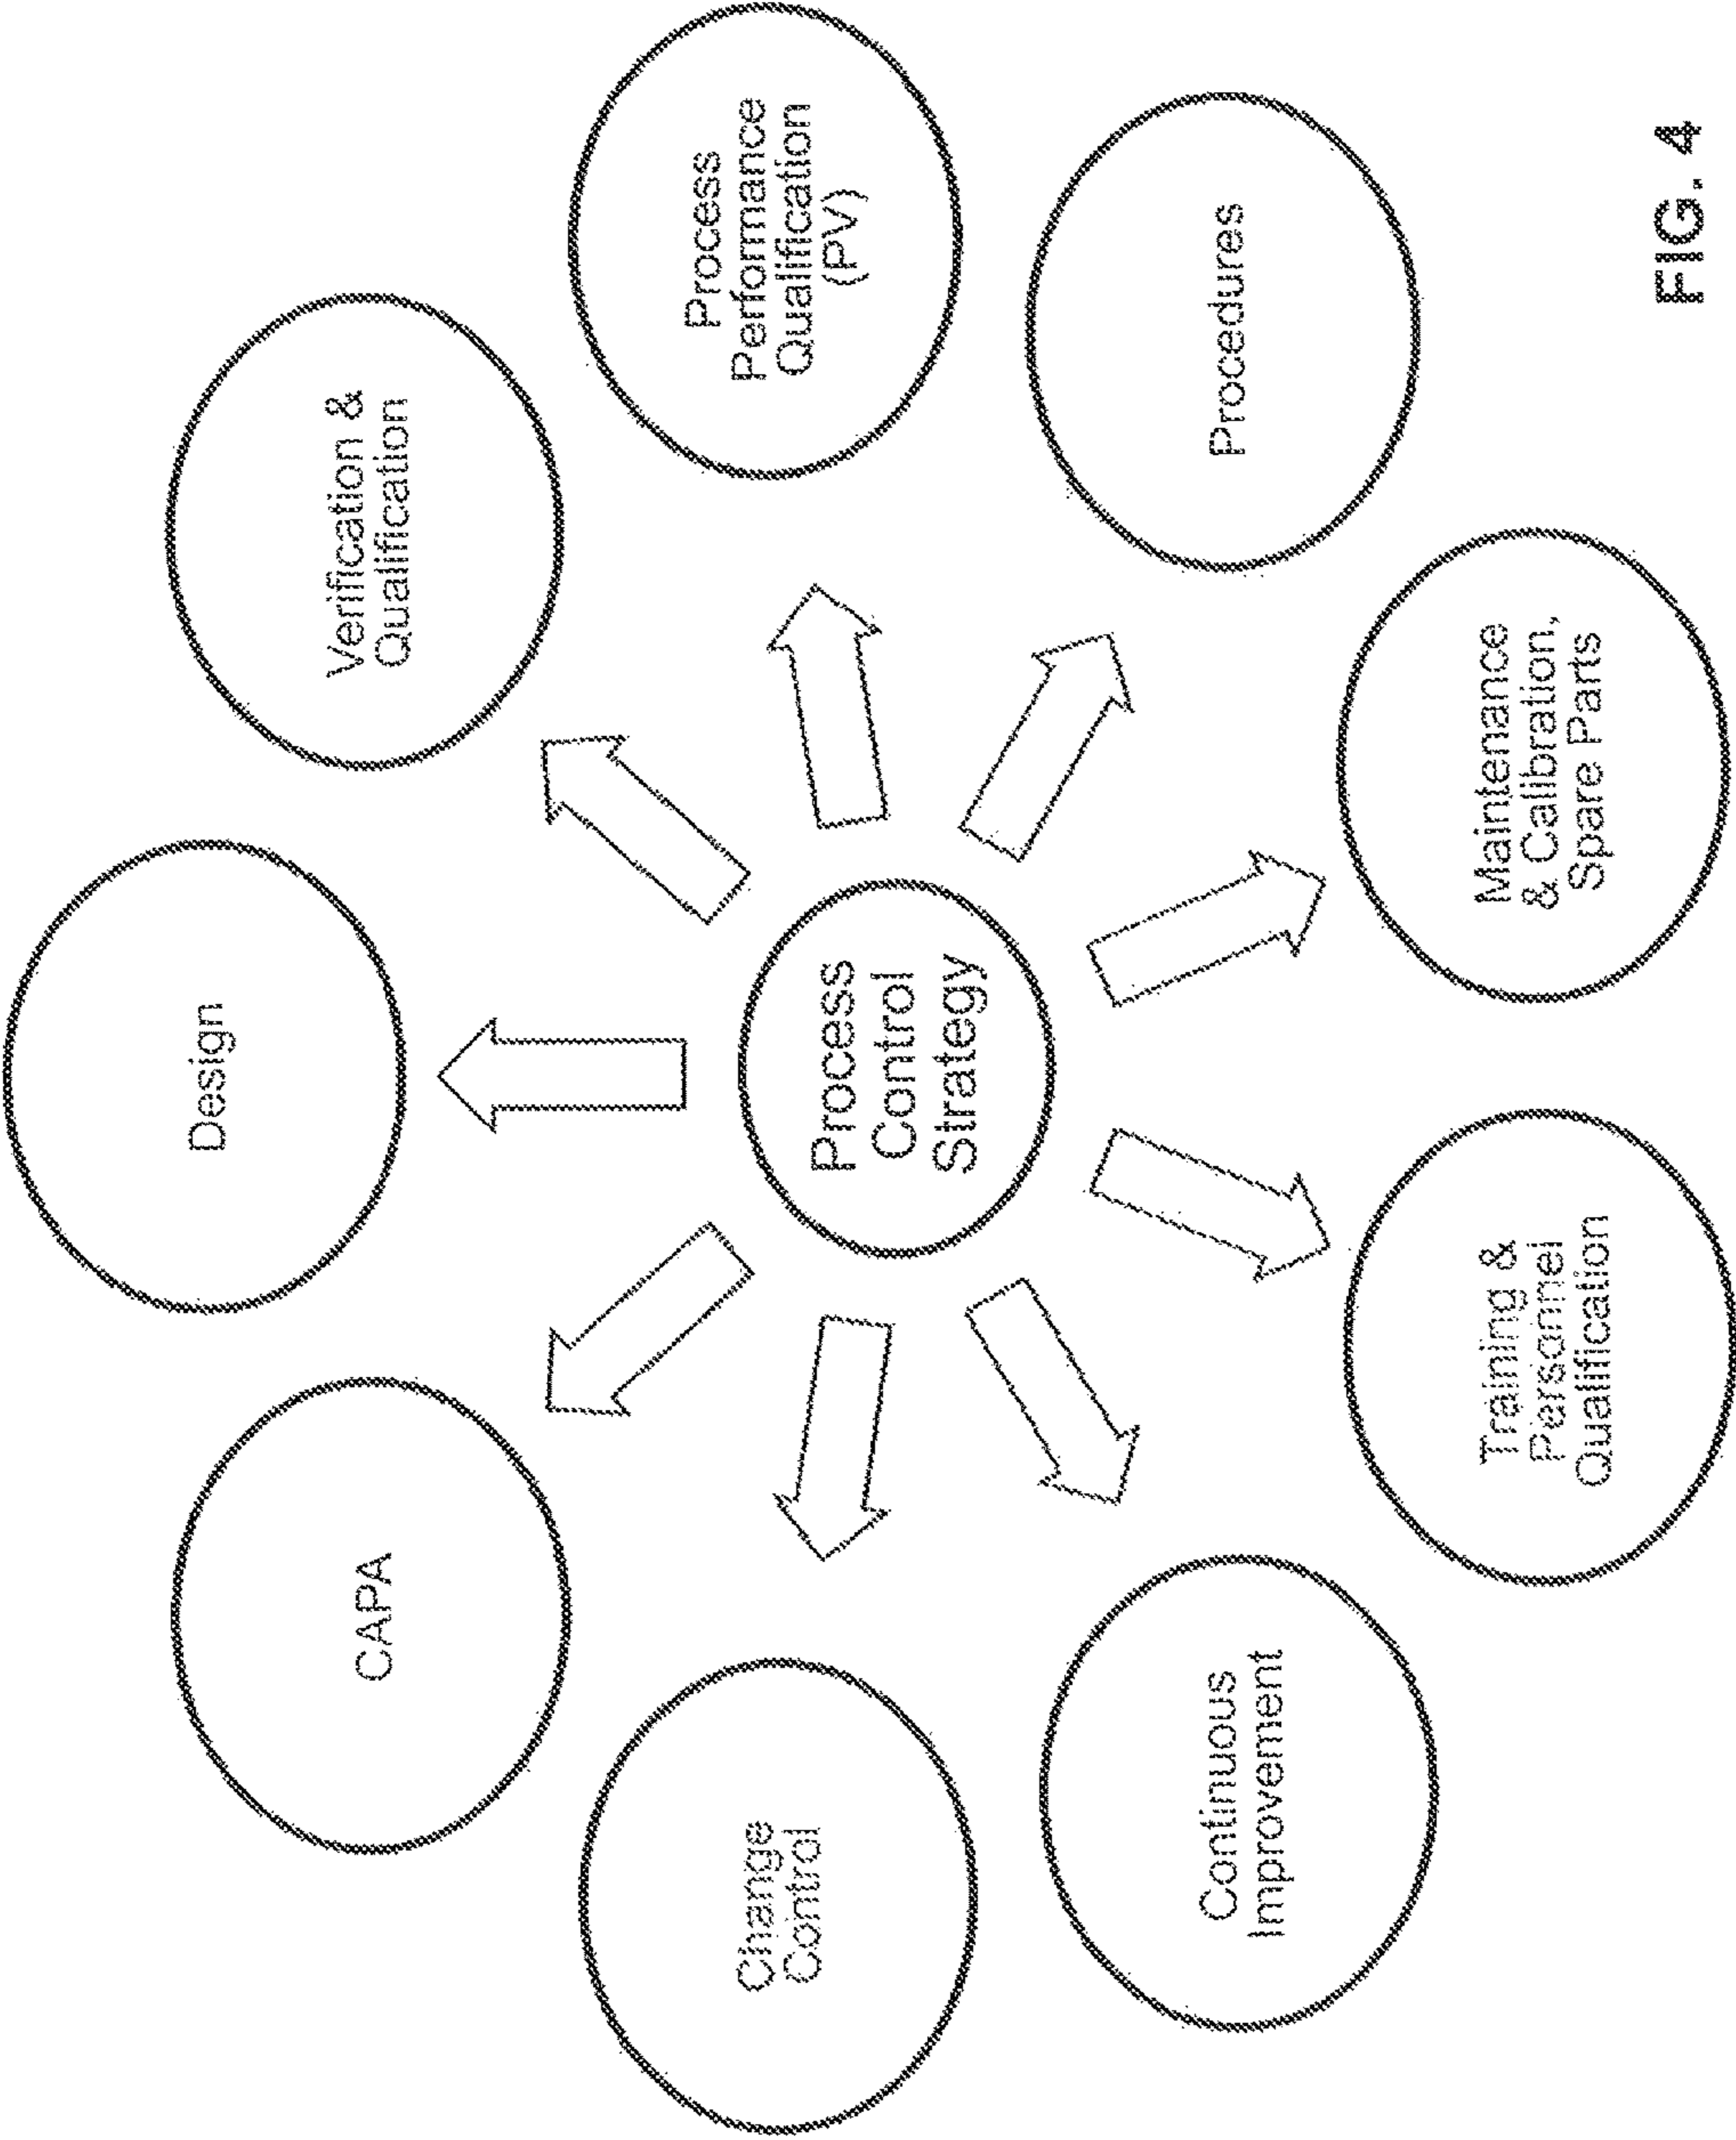 Design
Verification &
Qualification
Process
Performance
Qualification
(PV)
Procedures
Maintenance
& Calibration,
Spare Parts
Training &
Personnel
Qualification
Continuous
Improvement
Change
Control
CAPA
Process
Control
Strategy
FIG. 4